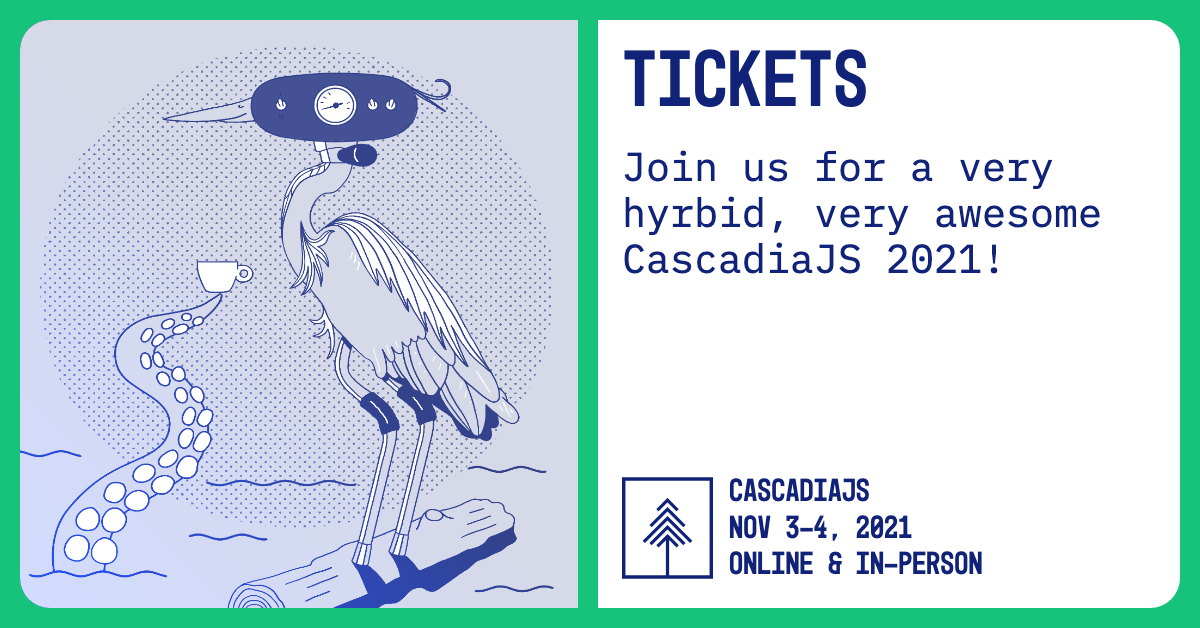 TICKETS
Join us for a very
hyrbid, very awesome
CascadiaJS 2021!
CASCADIAJS
NOV 3-4, 2021
ONLINE & IN-PERSON